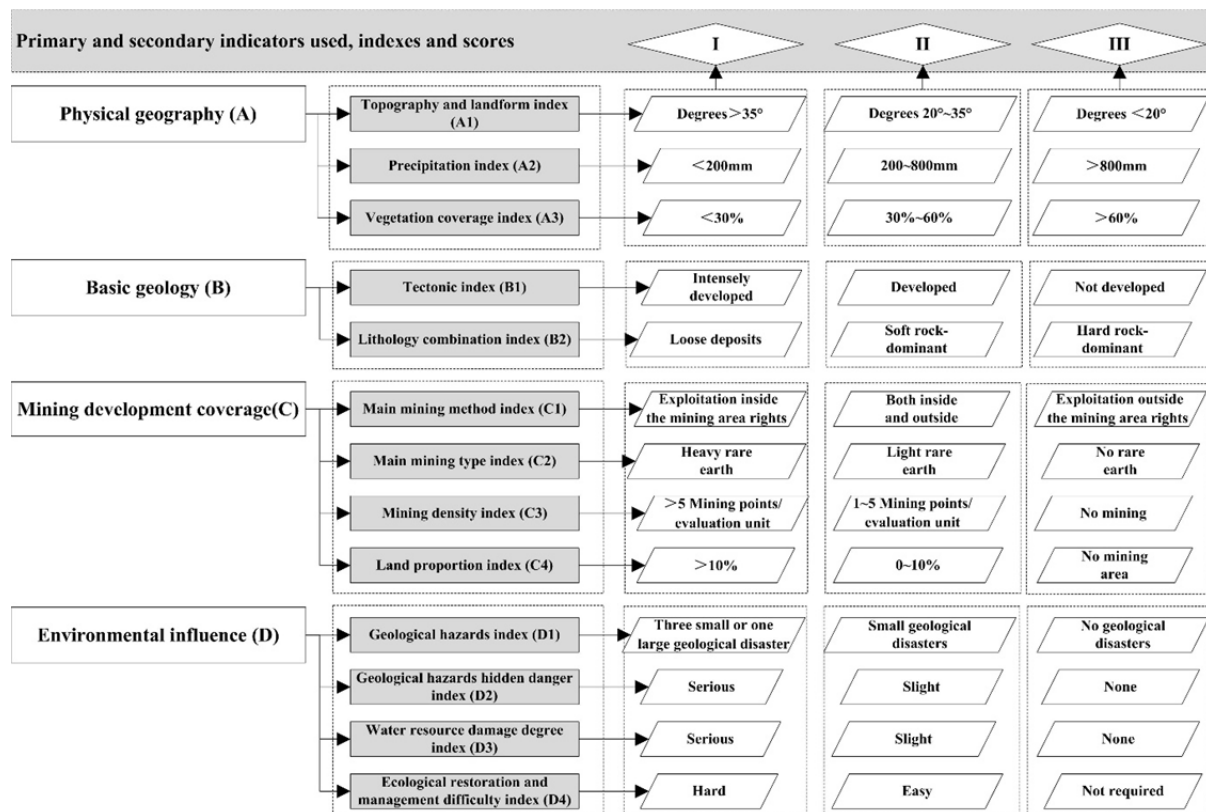 Primary and secondary indicators used, indexes and scores
I
II
III
Physical geography (A)
Topography and landform index
(A1)
Degrees＞35°
Degrees 20°~35°
Degrees ＜20°
Precipitation index (A2)
＜200mm
200~800mm
＞800mm
Vegetation coverage index (A3)
＜30%
30%~60%
＞60%
Basic geology (B)
Tectonic index (B1)
Intensely
developed
Developed
Not developed
Lithology combination index (B2)
Loose deposits
Soft rock-
dominant
Hard rock-
dominant
Mining development coverage(C)
Main mining method index (C1)
Exploitation inside
the mining area rights
Both inside
and outside
Exploitation outside
the mining area rights
Main mining type index (C2)
Heavy rare
earth
Light rare
earth
No rare
earth
Mining density index (C3)
＞5 Mining points/
evaluation unit
1~5 Mining points/
evaluation unit
No mining
Land proportion index (C4)
＞10%
0~10%
No mining
area
Environmental influence (D)
Geological hazards index (D1)
Three small or one
large geological disaster
Small geological
disasters
No geological
disasters
Geological hazards hidden danger
index (D2)
Serious
Slight
None
Water resource damage degree
index (D3)
Serious
Slight
None
Ecological restoration and
management difficulty index (D4)
Hard
Easy
Not required